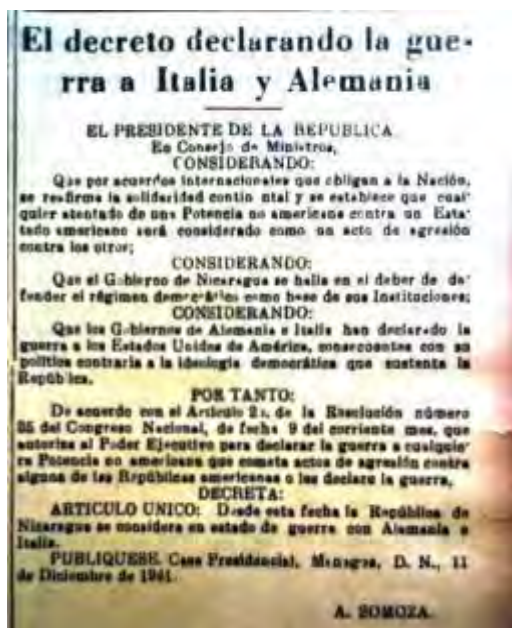 El decreto declarando la gue-
rra a Italia y Alemania
EL PRESIDENTE DE LA REPUBLICA
En Consejo de Ministros,
CONSIDERANDO:
Que por acuerdos internacionales que obligan a la Nación,
se reafirma la solidaridad contin ntal y se establece que cual
quier atentado de una Potencia no americana contra un Esta
tado americano será considerado como un acto de agresión
contra los otros;
CONSIDERANDO:
Que el Gobierno de Nicaragua se halla en el deber de de
fender el régimen democrático como base de sus Instituciones;
CONSIDERANDO:
Que los Gobiernos de Alemania e Italia han declarado la
guerra a los Estados Unidos de América, consecuentes con su
política contraria a la ideología democrática que sustenta la
República.
POR TANTO:
De acuerdo con el Artículo 2o. de la Resolución número
35 del Congreso Nacional, de fecha 9 del corriente mes, que
autoriza al Poder Ejecutivo para declarar la guerra a cualquie
ra Potencia no americana que cometa actos de agresión contra
alguna de las Repúblicas americanas o les declare la guerra,
DECRETA:
ARTICULO UNICO: Desde esta fecha la República de
Nicaragua se considera en estado de guerra con Alemania e
Italia.
PUBLIQUESE. Casa Presidencial, Managua, D. N., 11
de Diciembre de 1941.
A. SOMOZA.